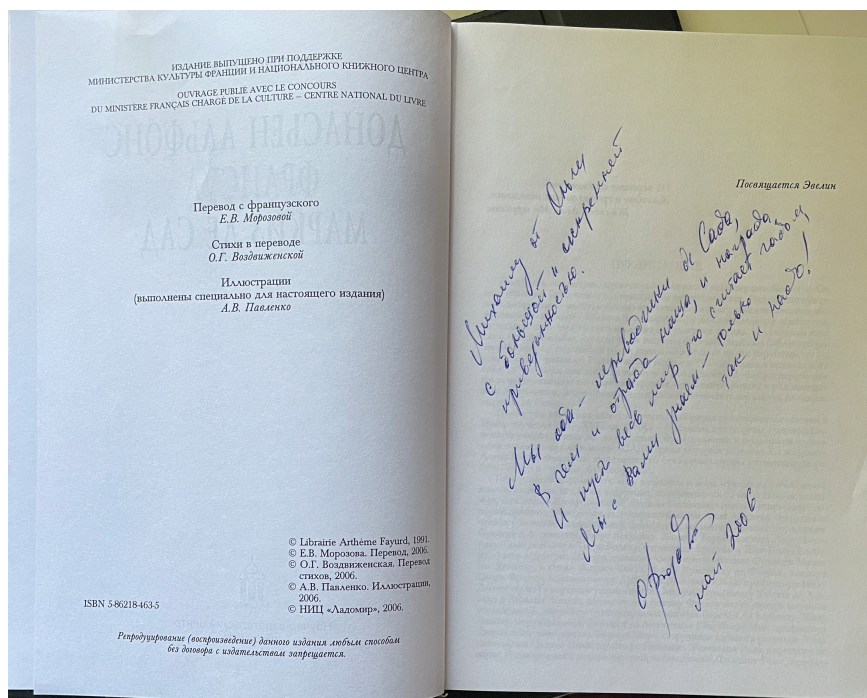 ИЗДАНИЕ ВЫПУЩЕНО ПРИ ПОДДЕРЖКЕ
МИНИСТЕРСТВА КУЛЬТУРЫ ФРАНЦИИ И НАЦИОНАЛЬНОГО КНИЖНОГО ЦЕНТРА
OUVRAGE PUBLIE AVEC LE CONCOURS
DU MINISTÈRE FRANÇAIS CHARGÉ DE LA CULTURE – CENTRE NATIONAL DU LIVRE
Перевод с французского
Е.В. Морозовой
Стихи в переводе
О.Г. Воздвиженской
Иллюстрации
(выполнены специально для настоящего издания)
А.В. Павленко
© Librairie Arthème Fayurd, 1991.
© Е.В. Морозова. Перевод, 2006.
© О.Г. Воздвиженская. Перевод
стихов, 2006.
© А.В. Павленко. Иллюстрации,
2006.
© НИЦ «Ладомир», 2006.
ISBN 5-86218-463-5
Репродуцирование (воспроизведение) данного издания любым способом
без договора с издательством запрещается.
Посвящается Эвелин
Михаилу от Ольги
с большой и искренней
приверженностью.
Мы оба – переводчики де Сада,
В чем и отрада наша, и награда,
И пусть весь мир его считает гадом,
Мы с Вами знаем – только
так и надо!
май 2006